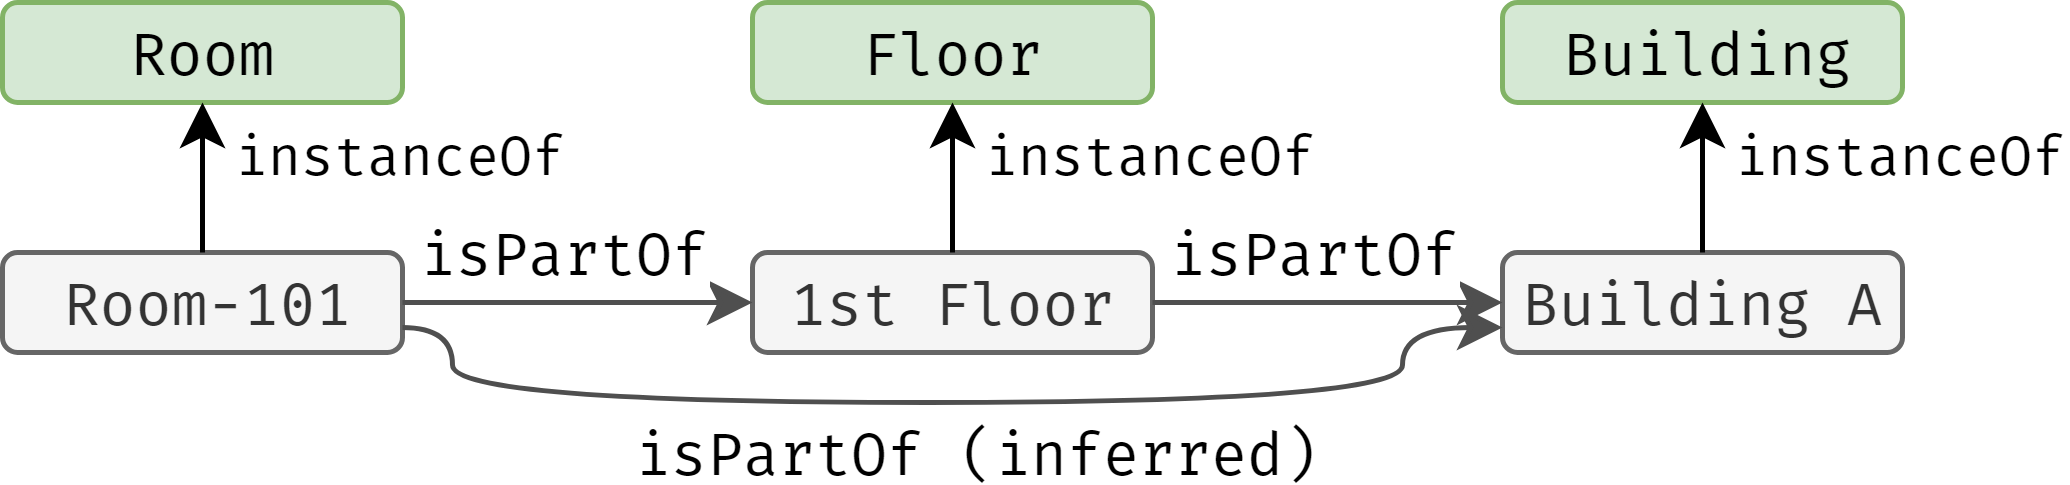 Room
Floor
Building
instanceOf
instanceOf
instanceOf
isPartOf
isPartOf
Room-101
1st Floor
Building A
isPartOf (inferred)